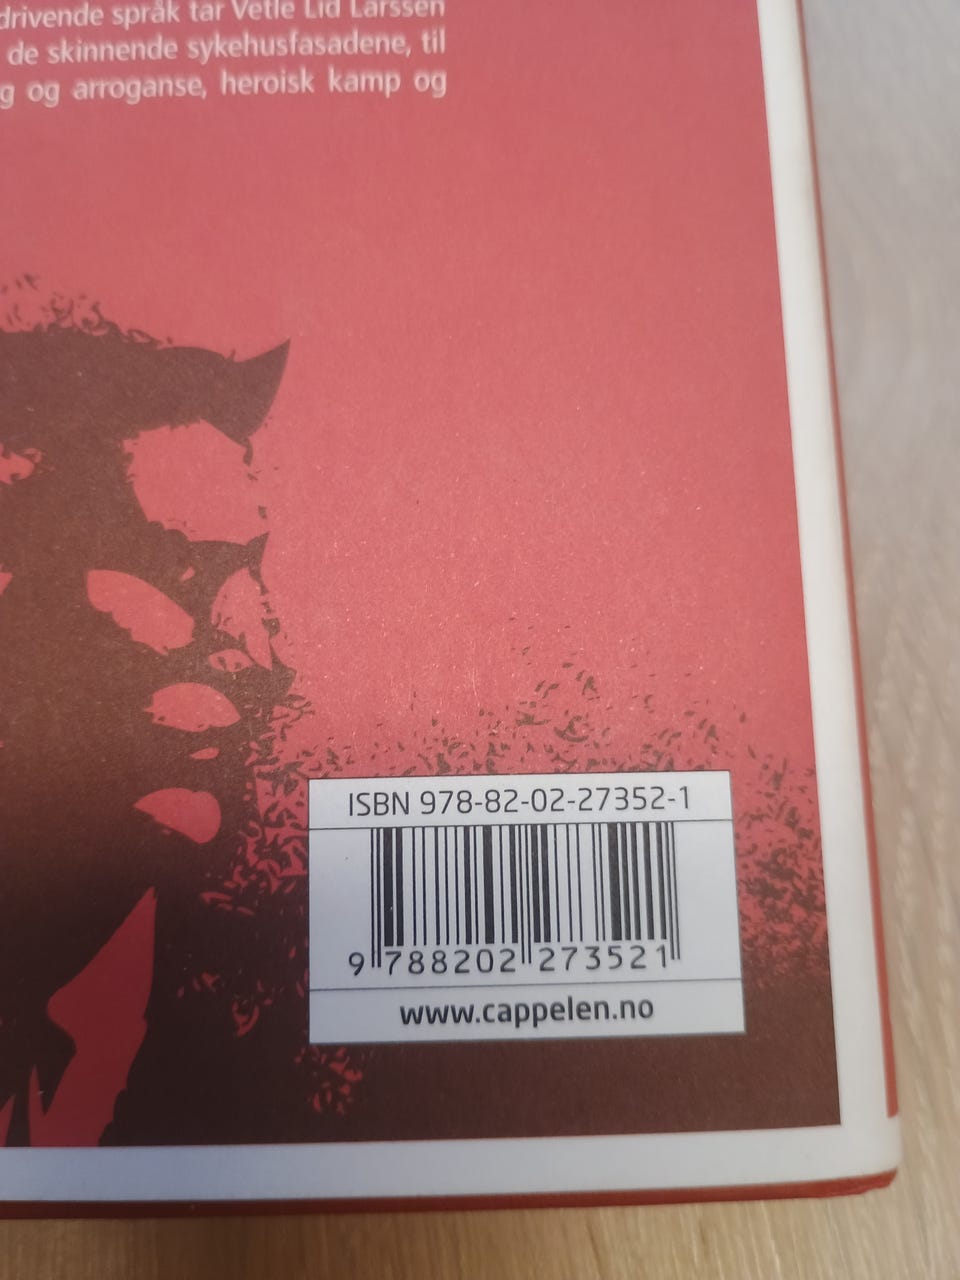 drivende språk tar Vetle Lid Larssen
de skinnende sykehusfasadene, til
g og arroganse, heroisk kamp og
ISBN 978-82-02-27352-1
9 788202 273521
www.cappelen.no